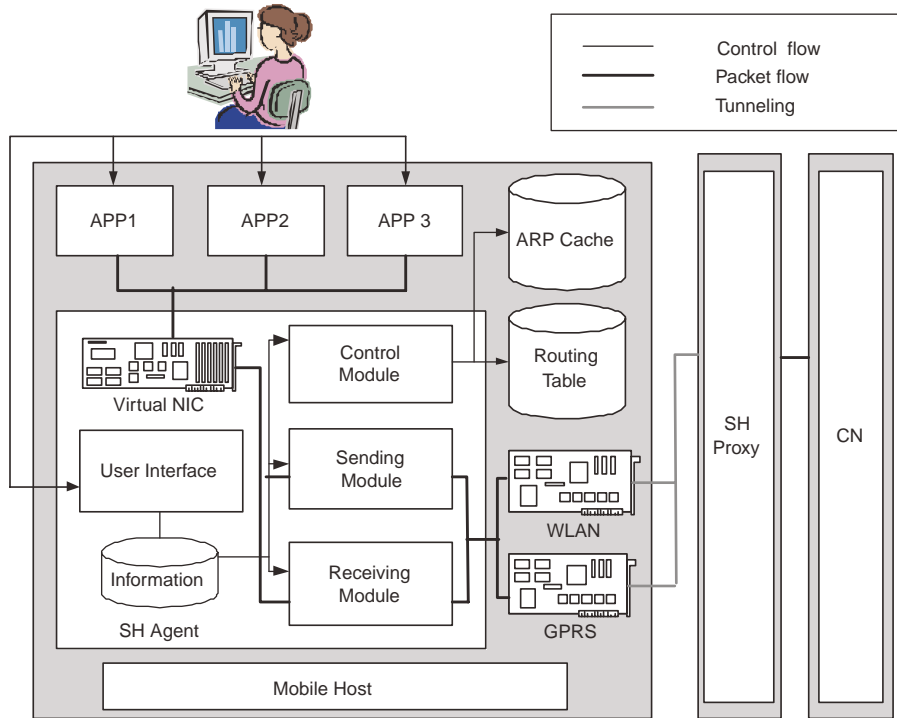 Control flow
Packet flow
Tunneling
APP1
APP2
APP 3
ARP Cache
Control
Module
Routing
Table
Virtual NIC
User Interface
Sending
Module
SH
Proxy
CN
WLAN
Information
Receiving
Module
SH Agent
GPRS
Mobile Host